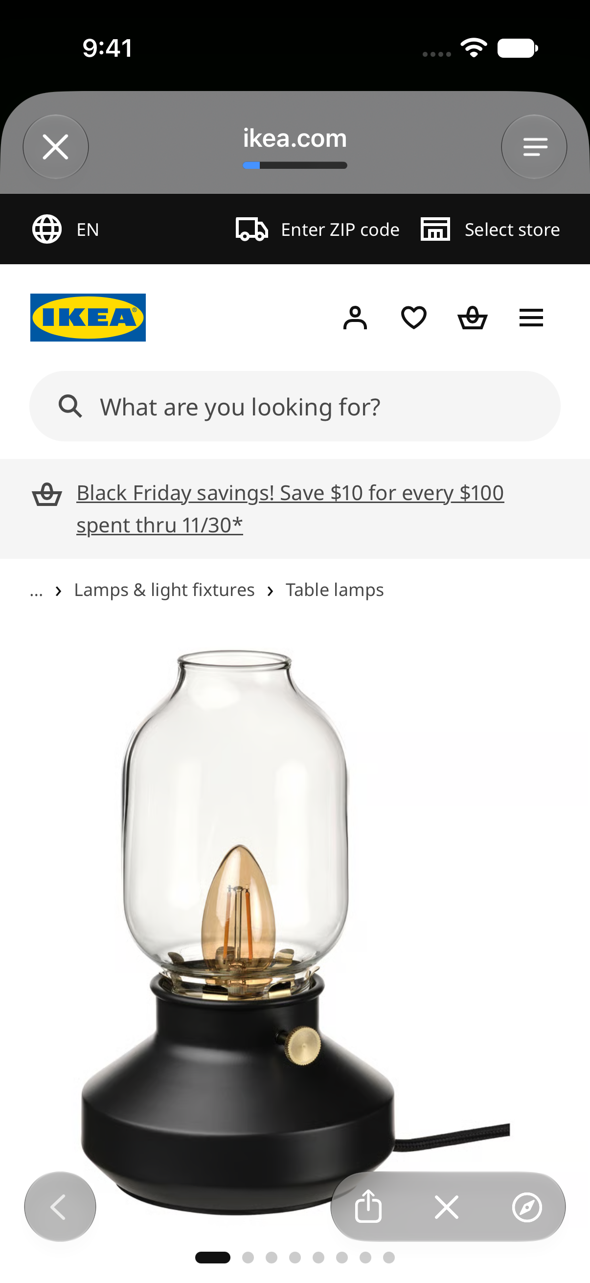 9:41
ikea.com
EN
Enter ZIP code
Select store
IKEA
What are you looking for?
Black Friday savings! Save $10 for every $100
spent thru 11/30*
... › Lamps & light fixtures › Table lamps